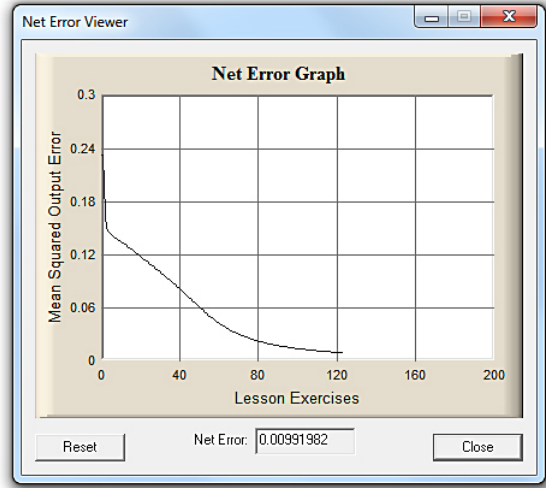 Net Error Viewer
Net Error Graph
Mean Squared Output Error
0.3
0.24
0.18
0.12
0.06
0
0 40 80 120 160 200
Lesson Exercises
Reset Net Error: 0.00991982 Close